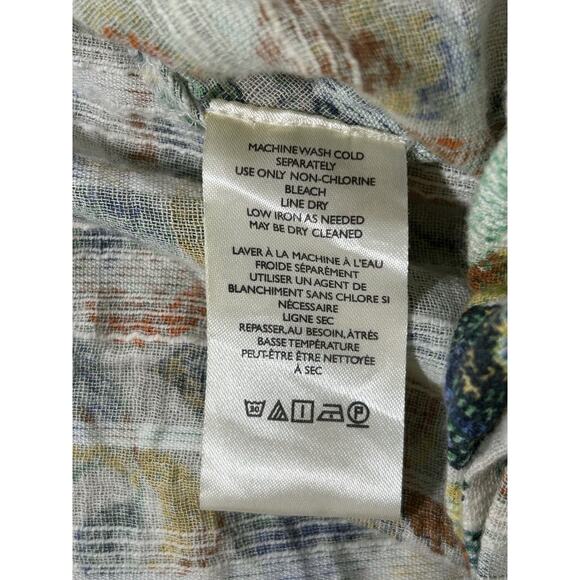 MACHINE WASH COLD
SEPARATELY
USE ONLY NON-CHLORINE
BLEACH
LINE DRY
LOW IRON AS NEEDED
MAY BE DRY CLEANED
LAVER À LA MACHINE À L'EAU
FROIDE SÉPARÉMENT
UTILISER UN AGENT DE
BLANCHIMENT SANS CHLORE SI
NÉCESSAIRE
LIGNE SEC
REPASSER, AU BESOIN, À TRÉS
BASSE TEMPÉRATURE
PEUT-ÊTRE ÊTRE NETTOYÉE
À SEC
30 P